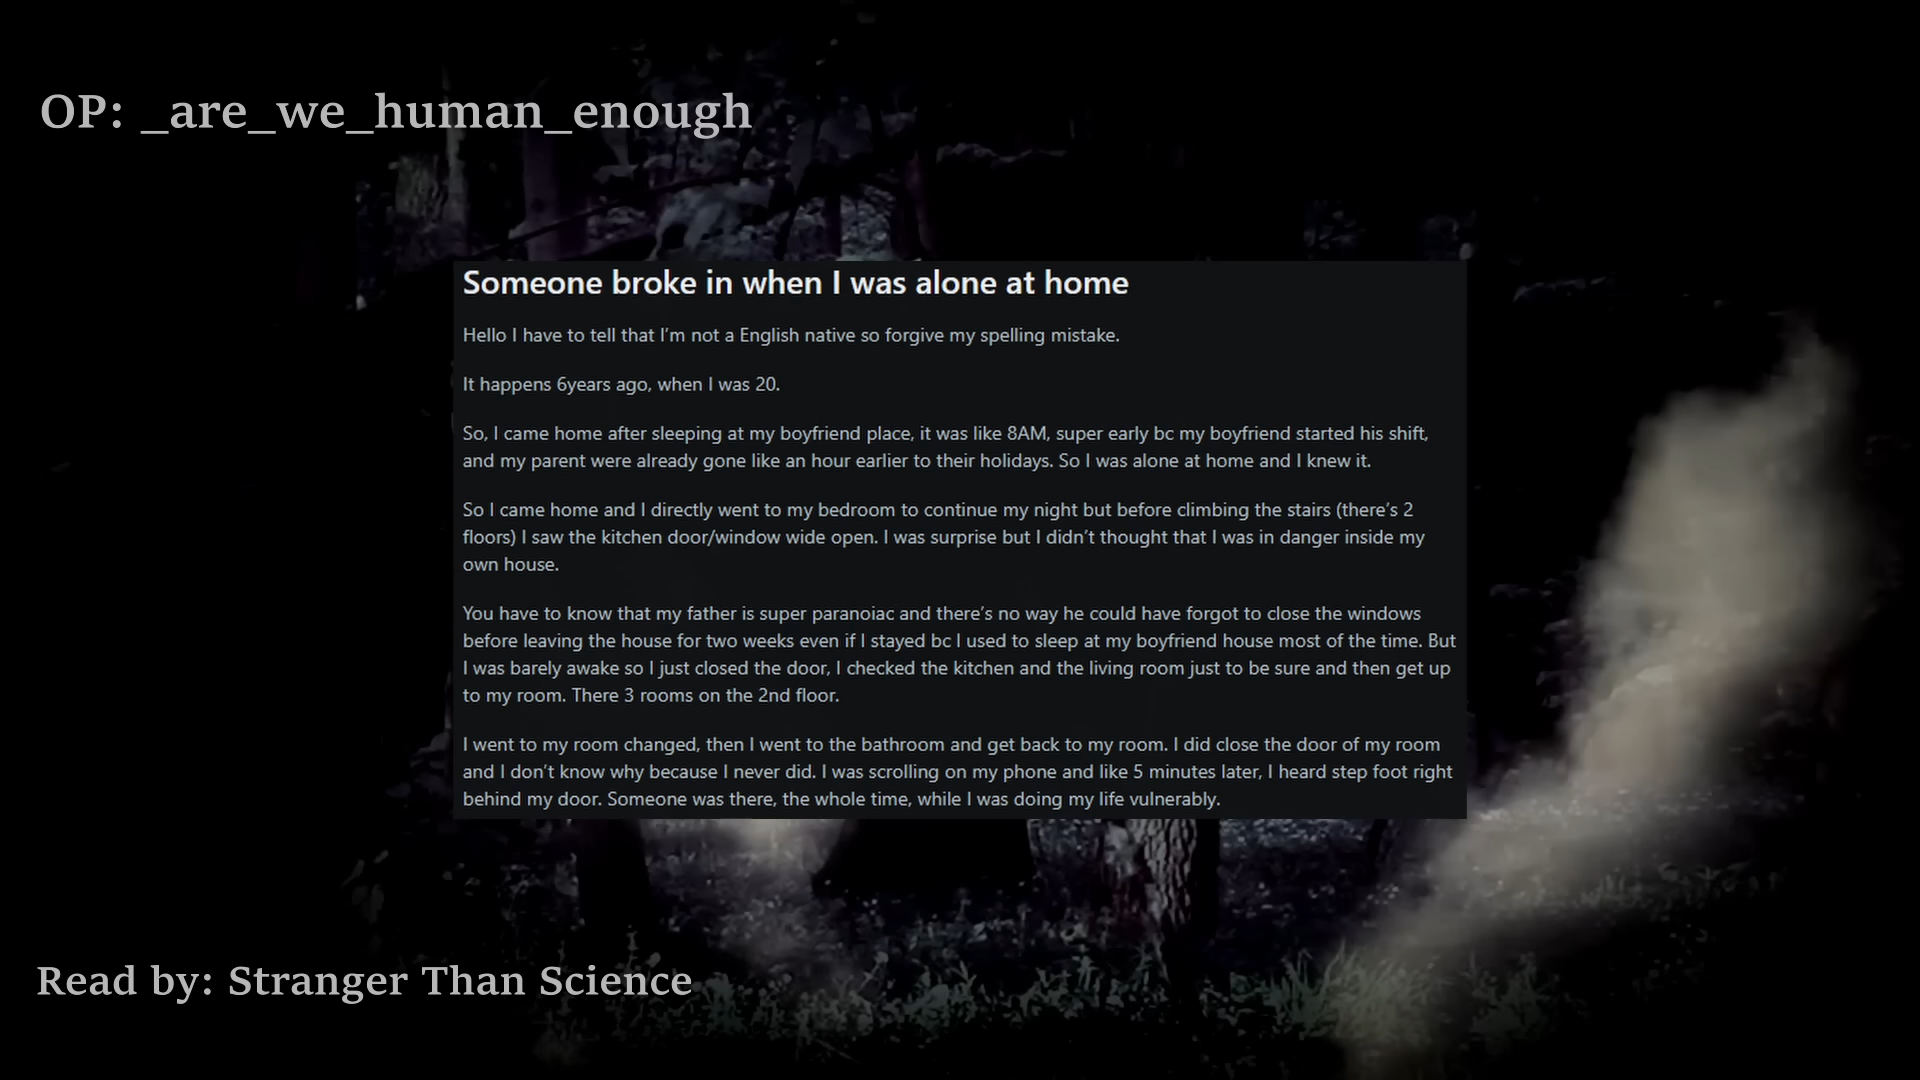 OP: _are_we_human_enough
Someone broke in when I was alone at home
Hello I have to tell that I'm not a English native so forgive my spelling mistake.
It happens 6years ago, when I was 20.
So, I came home after sleeping at my boyfriend place, it was like 8AM, super early bc my boyfriend started his shift,
and my parent were already gone like an hour earlier to their holidays. So I was alone at home and I knew it.
So I came home and I directly went to my bedroom to continue my night but before climbing the stairs (there's 2
floors) I saw the kitchen door/window wide open. I was surprise but I didn't thought that I was in danger inside my
own house.
You have to know that my father is super paranoiac and there's no way he could have forgot to close the windows
before leaving the house for two weeks even if I stayed bc I used to sleep at my boyfriend house most of the time. But
I was barely awake so I just closed the door, I checked the kitchen and the living room just to be sure and then get up
to my room. There 3 rooms on the 2nd floor.
I went to my room changed, then I went to the bathroom and get back to my room. I did close the door of my room
and I don't know why because I never did. I was scrolling on my phone and like 5 minutes later, I heard step foot right
behind my door. Someone was there, the whole time, while I was doing my life vulnerably.
Read by: Stranger Than Science